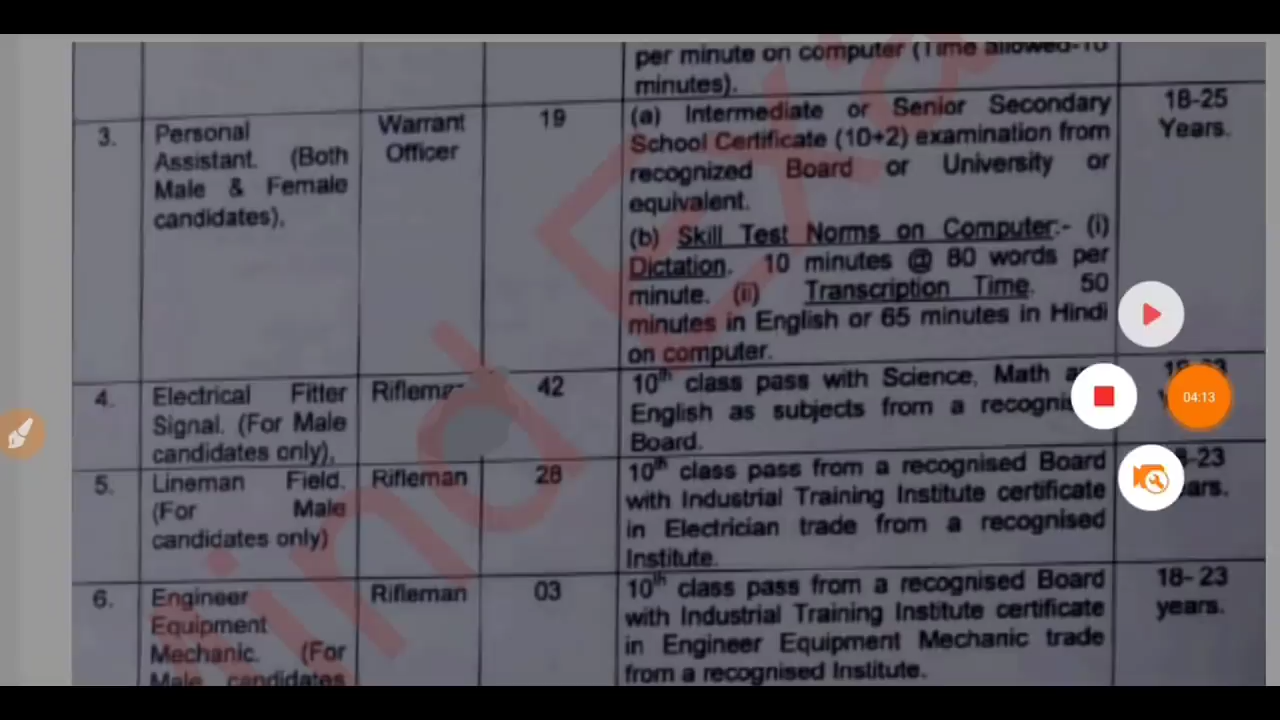 per minute on computer (Time allowed-10
minutes).
3.
Personal
Assistant. (Both
Male & Female
candidates).
Warrant
Officer
19
(a) Intermediate or Senior Secondary
School Certificate (10+2) examination from
recognized Board or University or
equivalent.
(b) Skill Test Norms on Computer:- (i)
Dictation. 10 minutes @ 80 words per
minute. (ii) Transcription Time. 50
minutes in English or 65 minutes in Hindi
on computer.
18-25
Years.
4.
Electrical Fitter
Signal. (For Male
candidates only),
42
10th class pass with Science, Math
English as subjects from a
Board.
5.
Lineman Field.
(For Male
candidates only)
Rifleman
28
10th class pass from a recognised Board
with Industrial Training Institute certificate
in Electrician trade from a recognised
Institute.
6.
Engineer
Equipment
Mechanic. (For
Male candidates
Rifleman
03
10th class pass from a recognised Board
with Industrial Training Institute certificate
in Engineer Equipment Mechanic trade
from a recognised Institute.
18- 23
years.
04:13